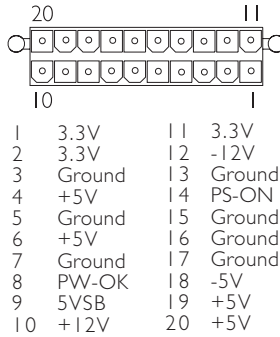 20 11
10 1
1 3.3V 11 3.3V
2 3.3V 12 -12V
3 Ground 13 Ground
4 +5V 14 PS-ON
5 Ground 15 Ground
6 +5V 16 Ground
7 Ground 17 Ground
8 PW-OK 18 -5V
9 5VSB 19 +5V
10 +12V 20 +5V